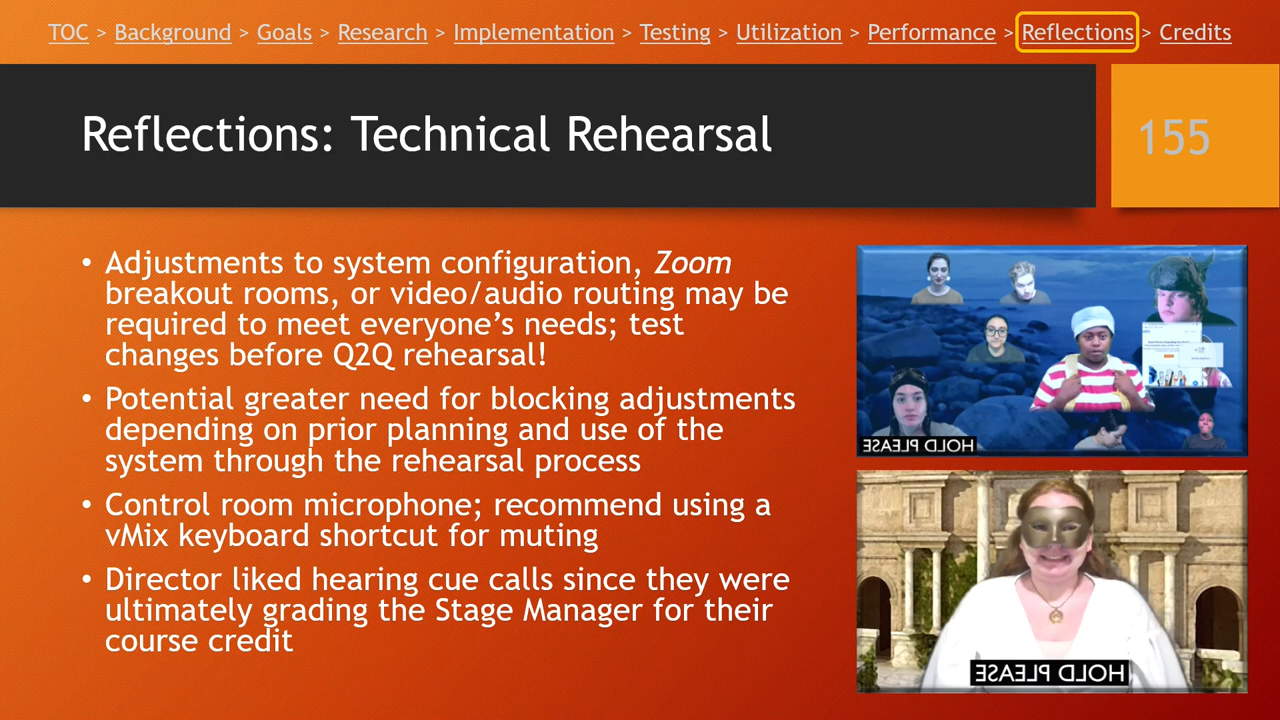 TOC > Background > Goals > Research > Implementation > Testing > Utilization > Performance > Reflections > Credits
Reflections: Technical Rehearsal
155
• Adjustments to system configuration, Zoom
breakout rooms, or video/audio routing may be
required to meet everyone’s needs; test
changes before Q2Q rehearsal!
• Potential greater need for blocking adjustments
depending on prior planning and use of the
system through the rehearsal process
• Control room microphone; recommend using a
vMix keyboard shortcut for muting
• Director liked hearing cue calls since they were
ultimately grading the Stage Manager for their
course credit
HOLD PLEASE
HOLD PLEASE